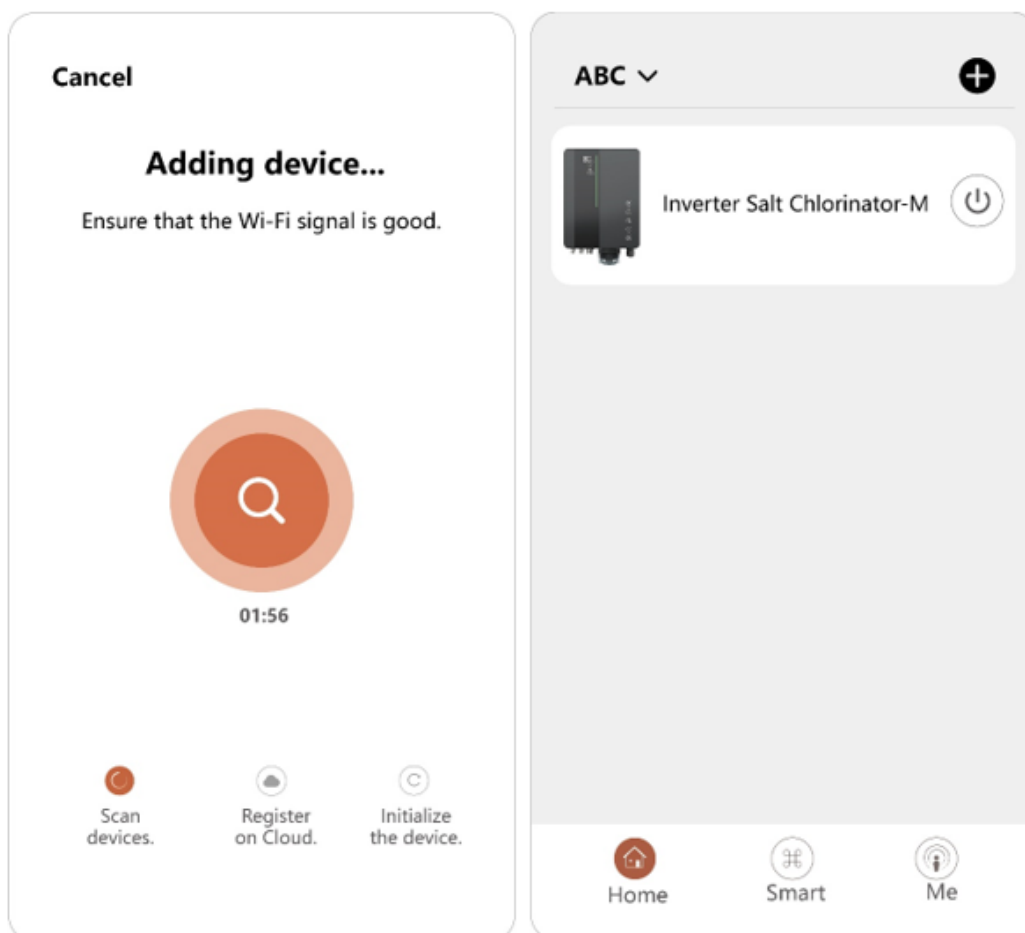 Cancel
Adding device...
Ensure that the Wi-Fi signal is good.
01:56
Scan
devices.
Register
on Cloud.
Initialize
the device.
ABC
Inverter Salt Chlorinator-M
Home
Smart
Me